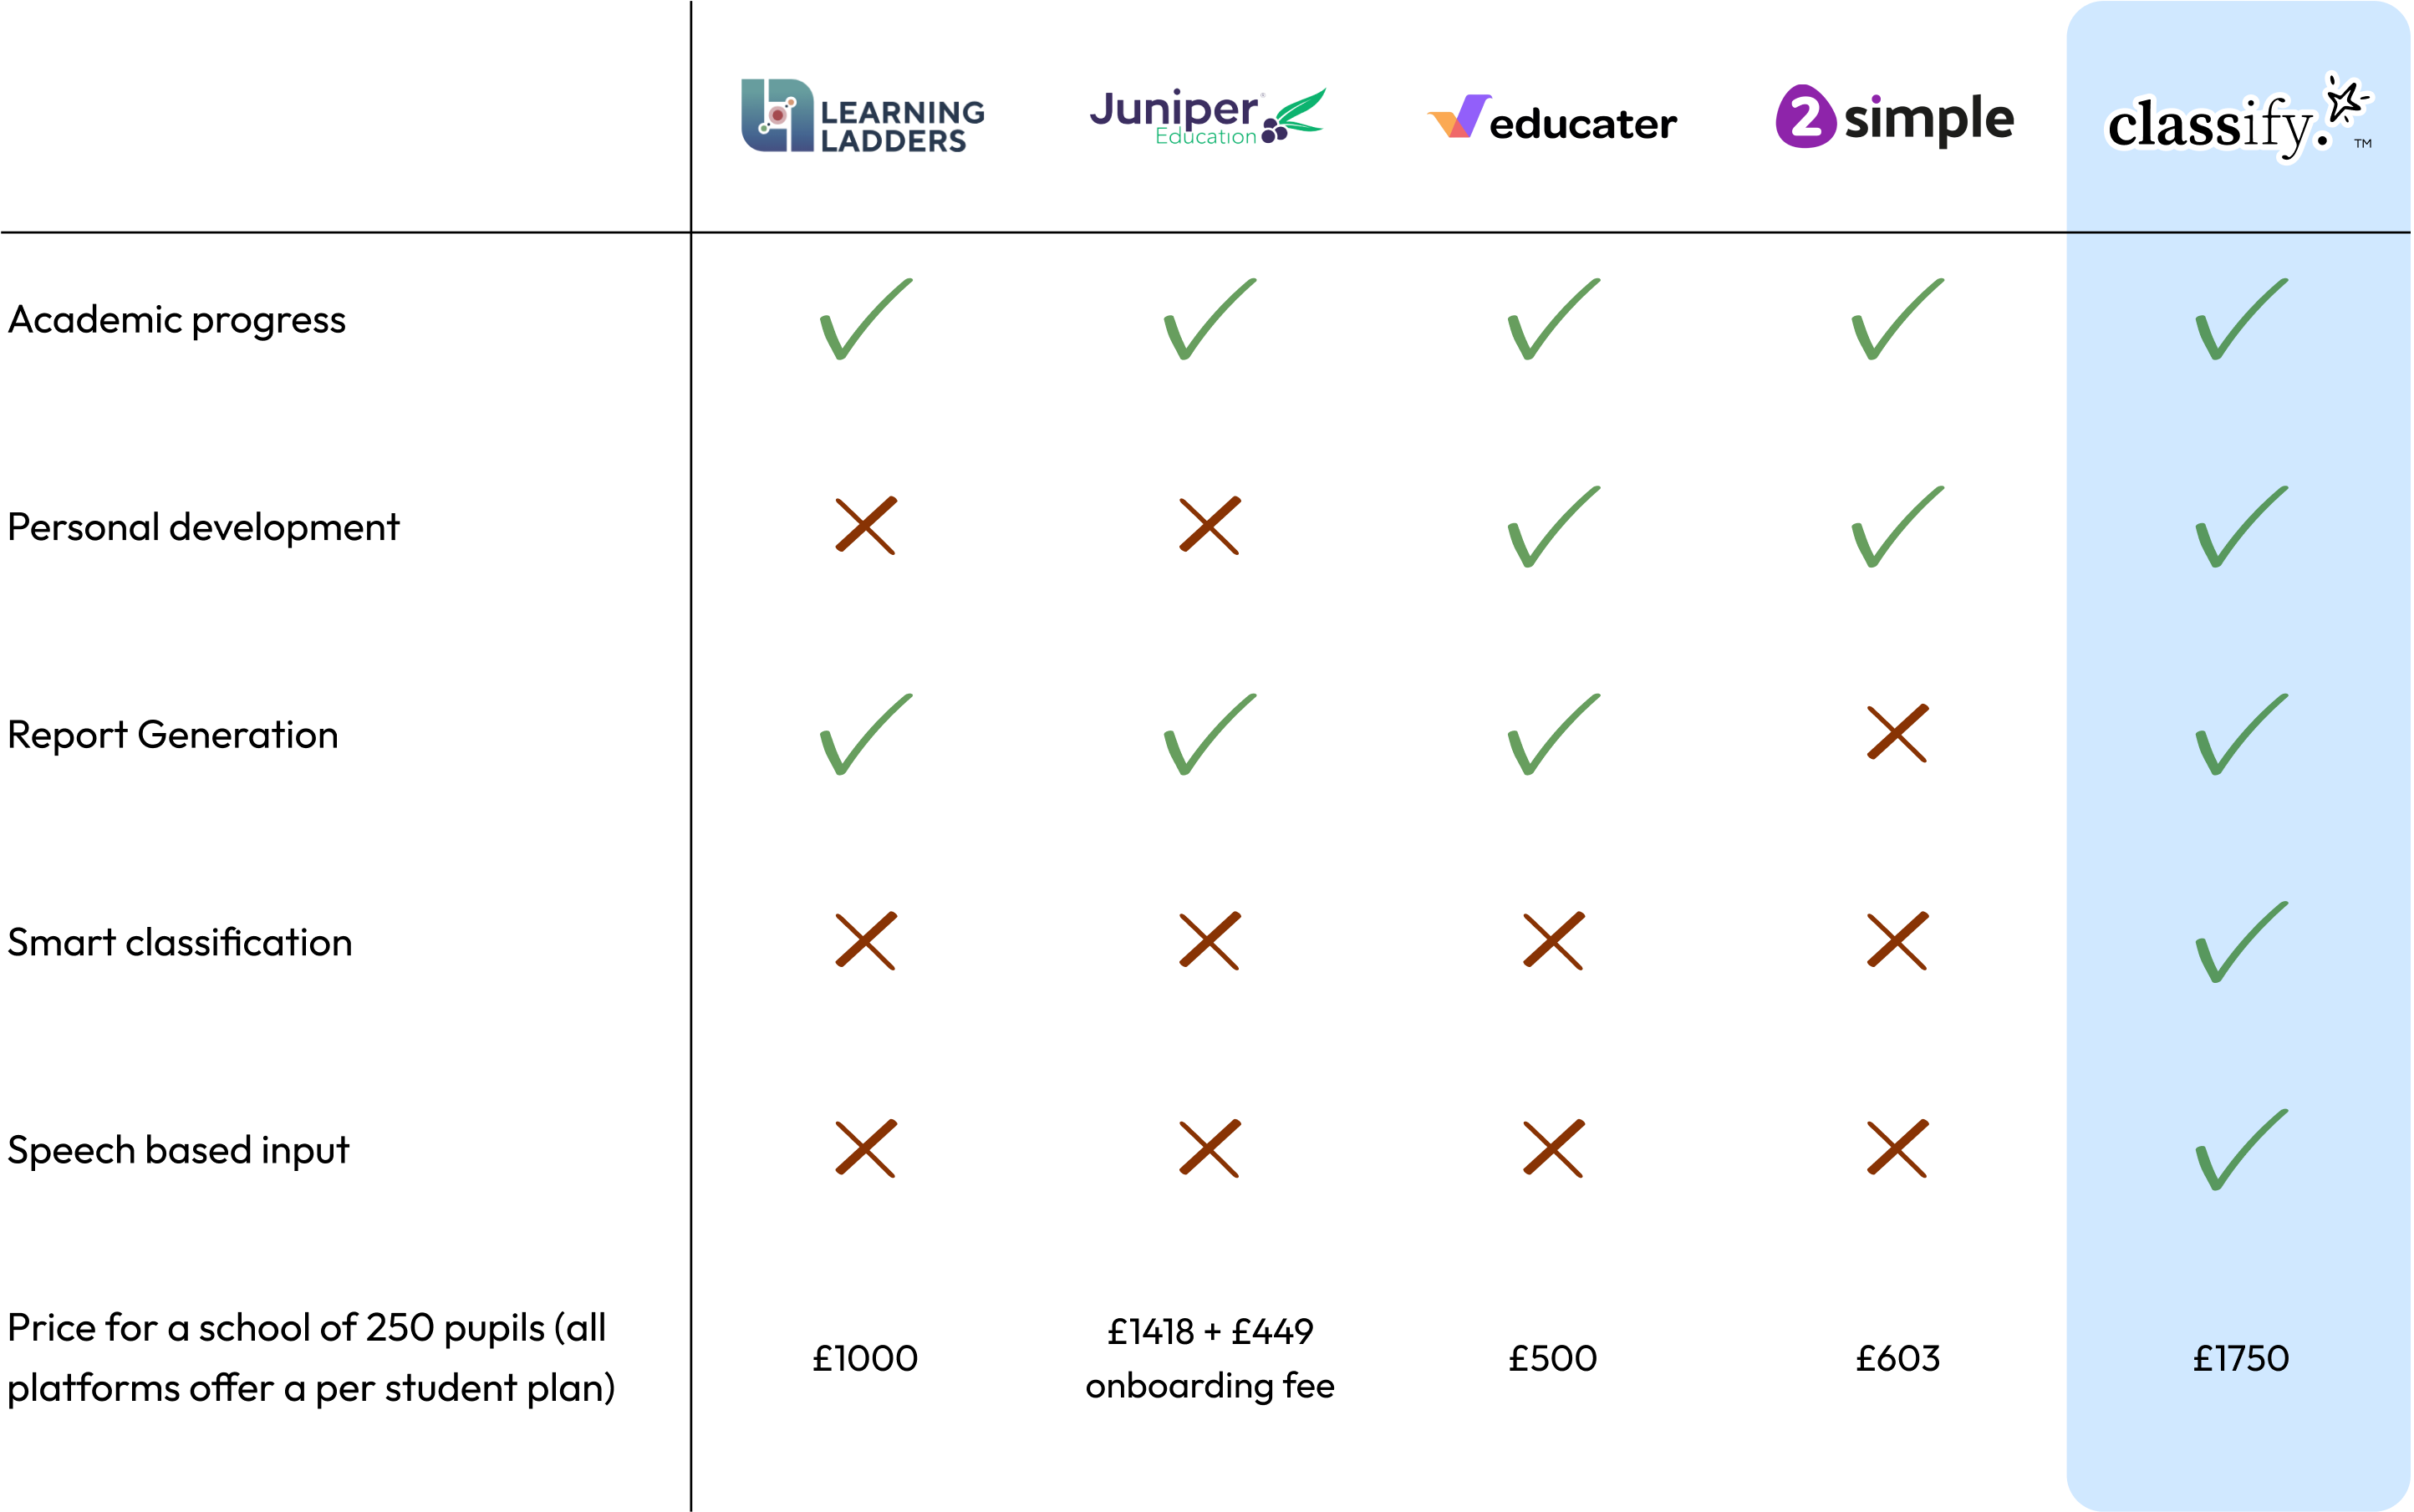 LEARNING
LADDERS
Juniper®
Education
educater
2simple
classify. ™
Academic progress
Personal development
Report Generation
Smart classification
Speech based input
Price for a school of 250 pupils (all
platforms offer a per student plan)
£1000
£1418 + £449
onboarding fee
£500
£603
£1750